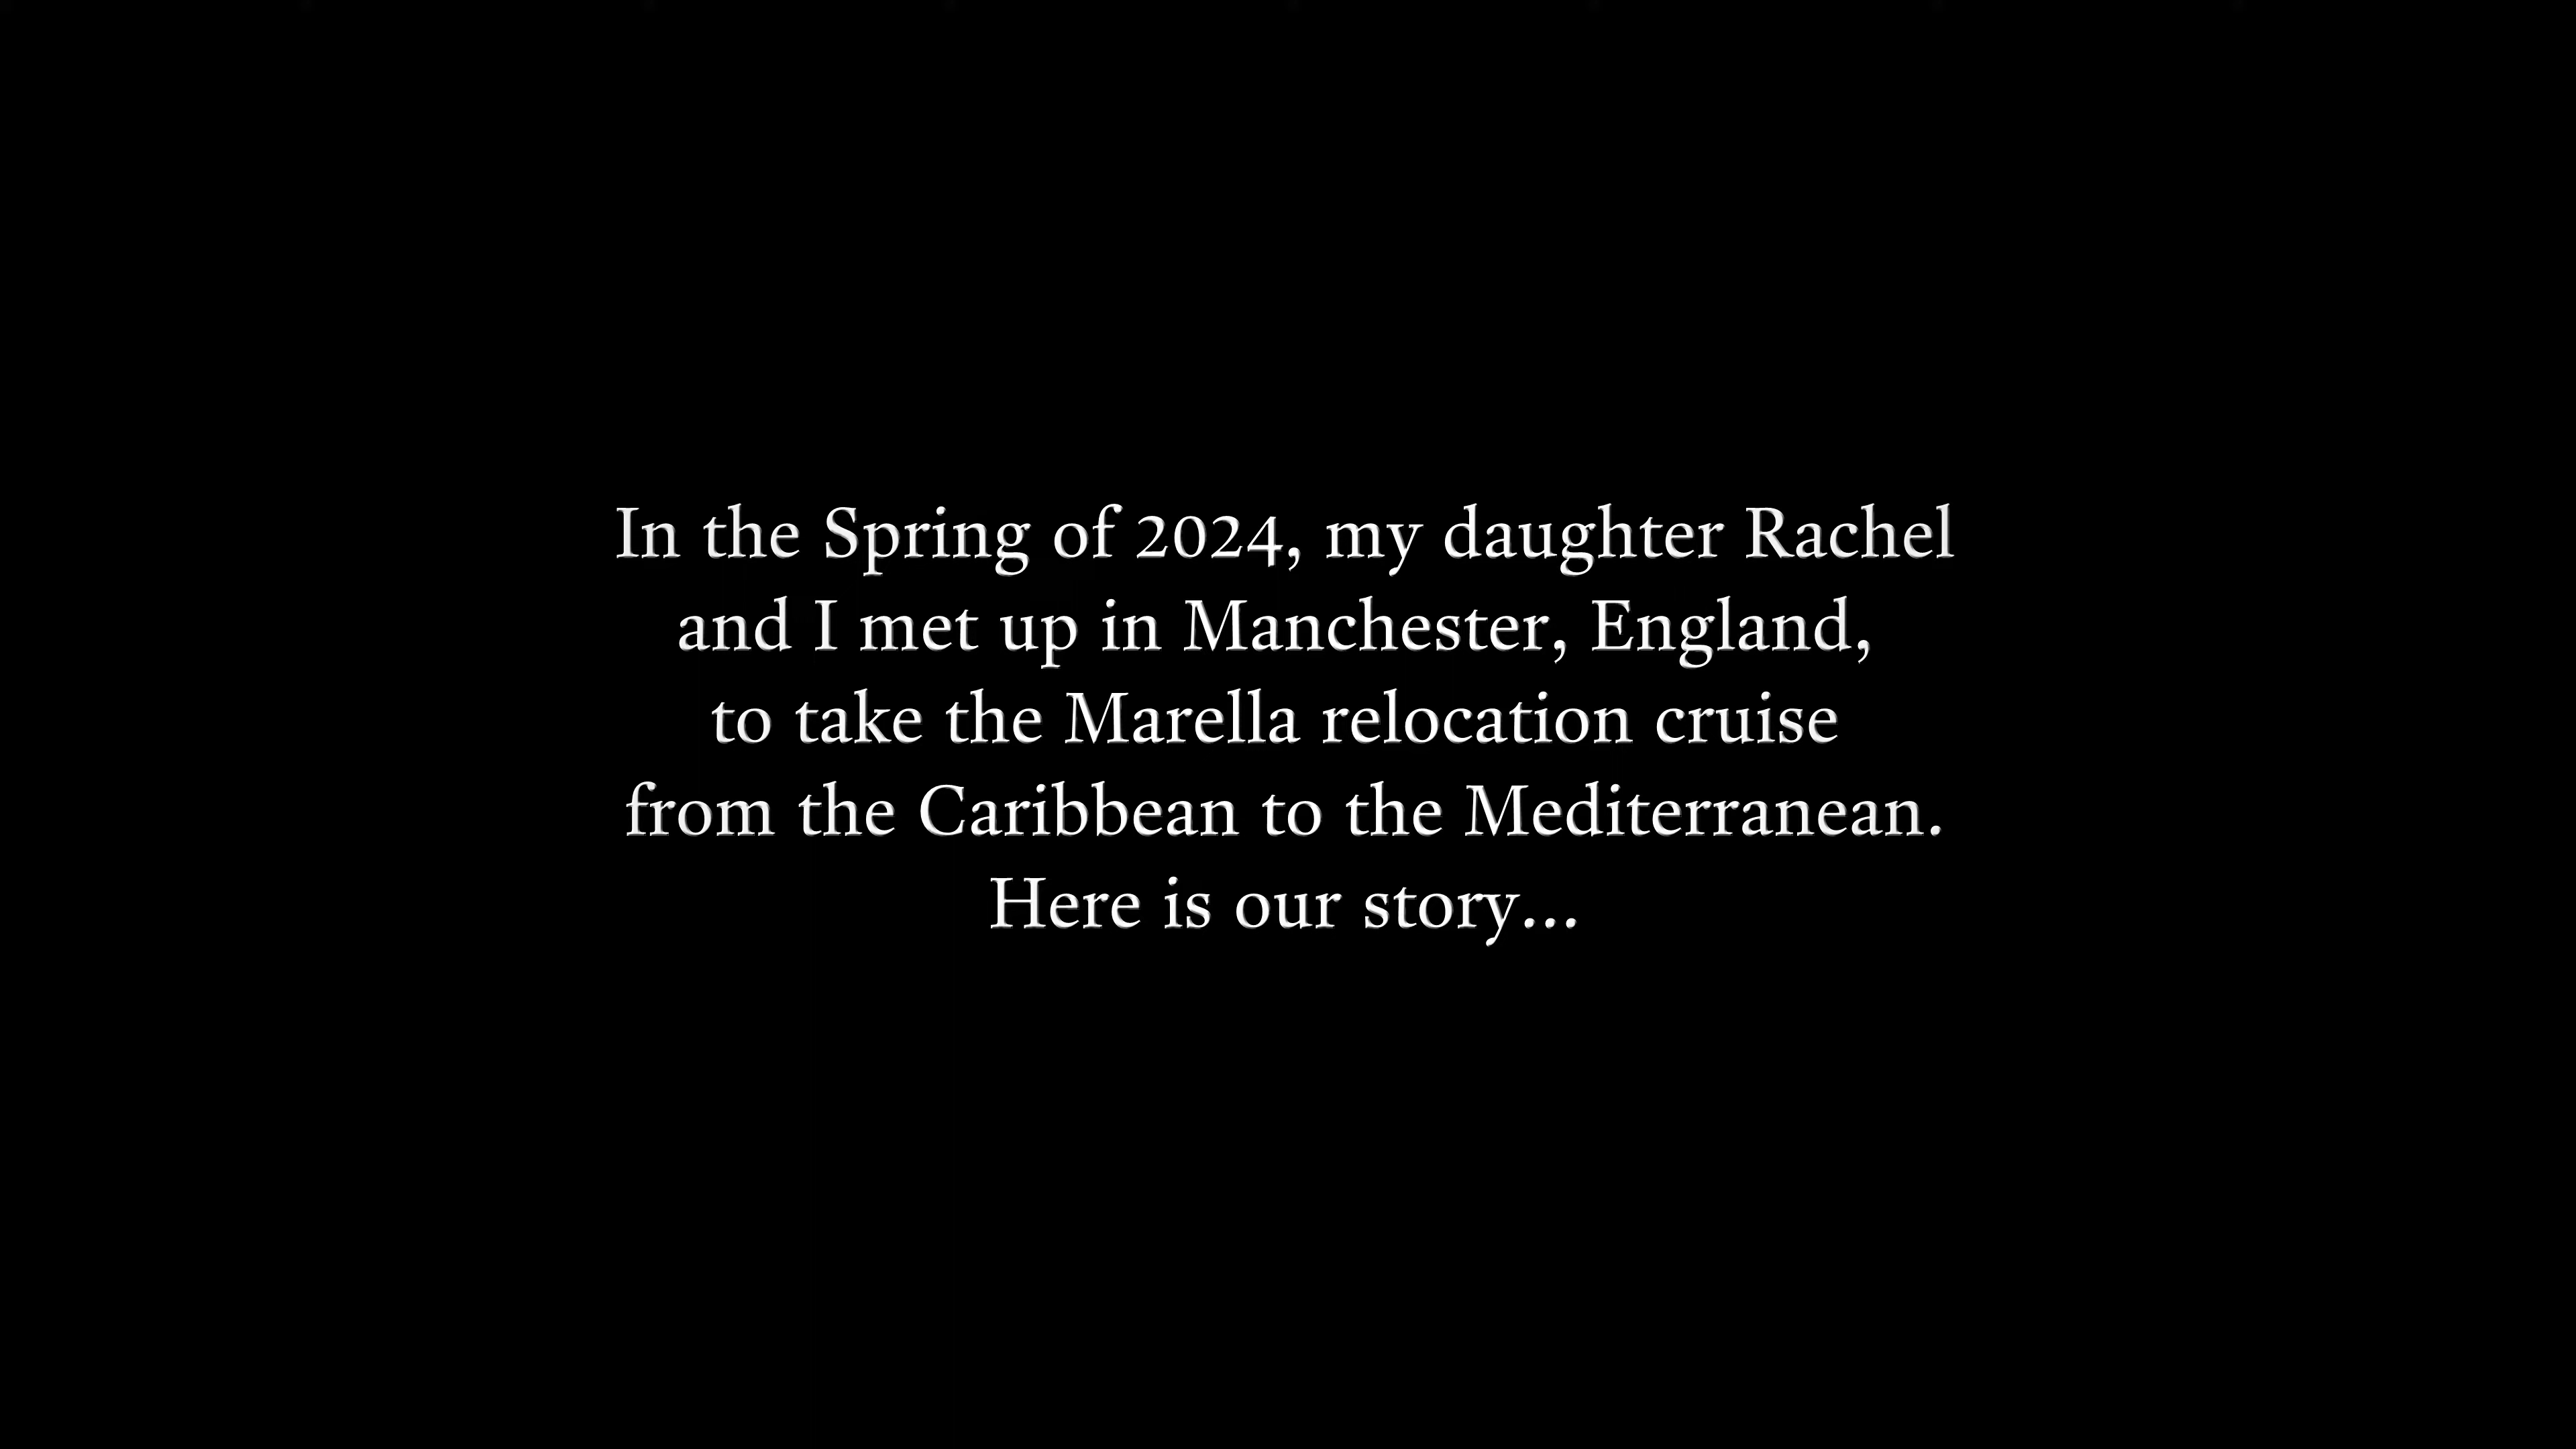 In the Spring of 2024, my daughter Rachel
and I met up in Manchester, England,
to take the Marella relocation cruise
from the Caribbean to the Mediterranean.
Here is our story...